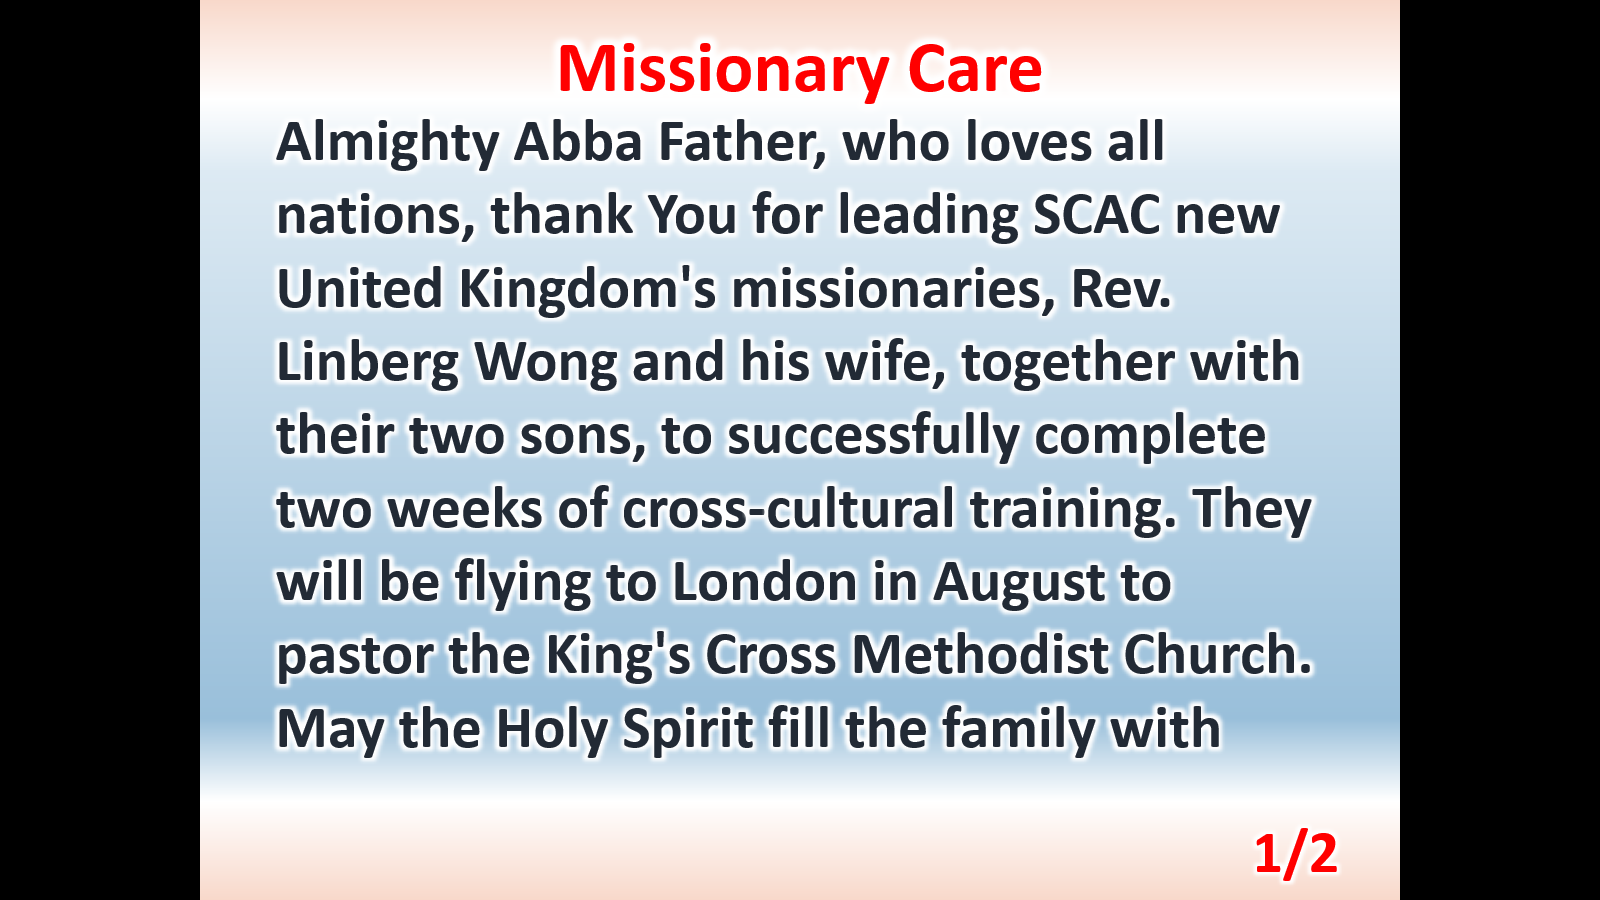 Missionary Care
Almighty Abba Father, who loves all
nations, thank You for leading SCAC new
United Kingdom's missionaries, Rev.
Linberg Wong and his wife, together with
their two sons, to successfully complete
two weeks of cross-cultural training. They
will be flying to London in August to
pastor the King's Cross Methodist Church.
May the Holy Spirit fill the family with
1/2